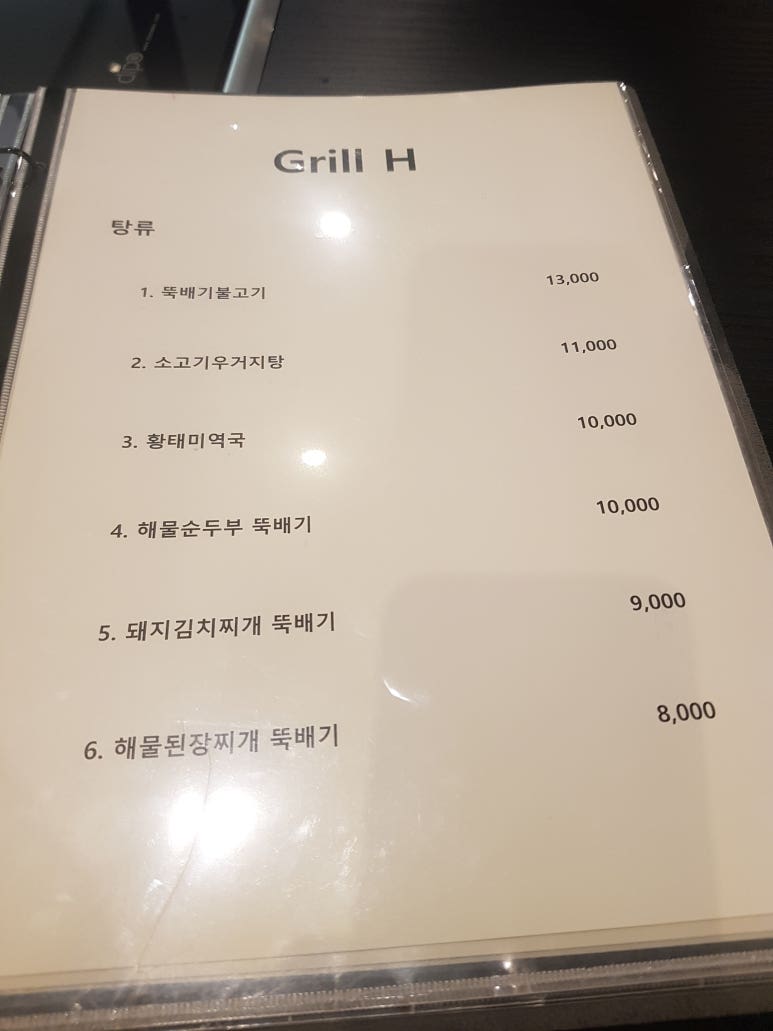 Grill H
탕류
1. 뚝배기불고기 13,000
2. 소고기우거지탕 11,000
3. 황태미역국 10,000
4. 해물순두부 뚝배기 10,000
5. 돼지김치찌개 뚝배기 9,000
6. 해물된장찌개 뚝배기 8,000